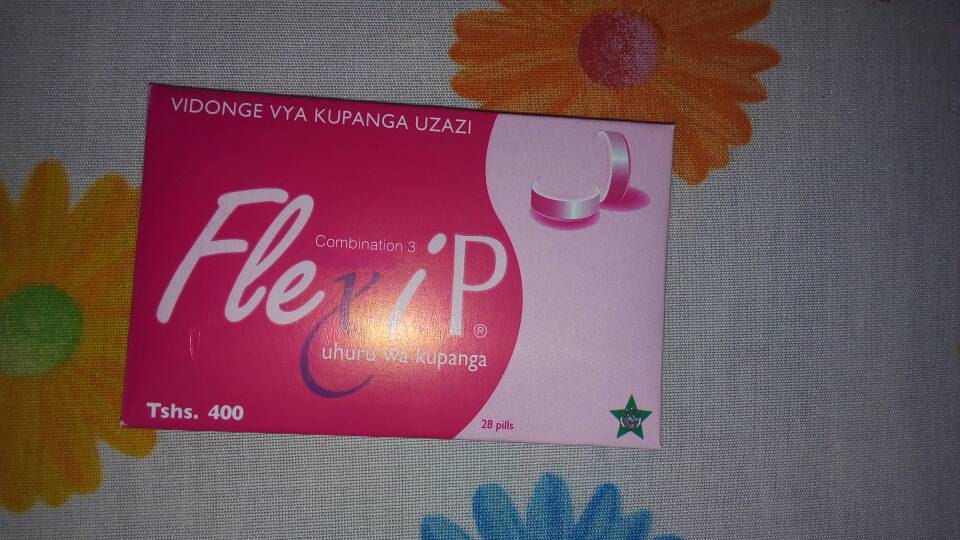 VIDONGE VYA KUPANGA UZAZI
Combination 3
FlexiP®
uhuru wa kupanga
Tshs. 400
28 pills